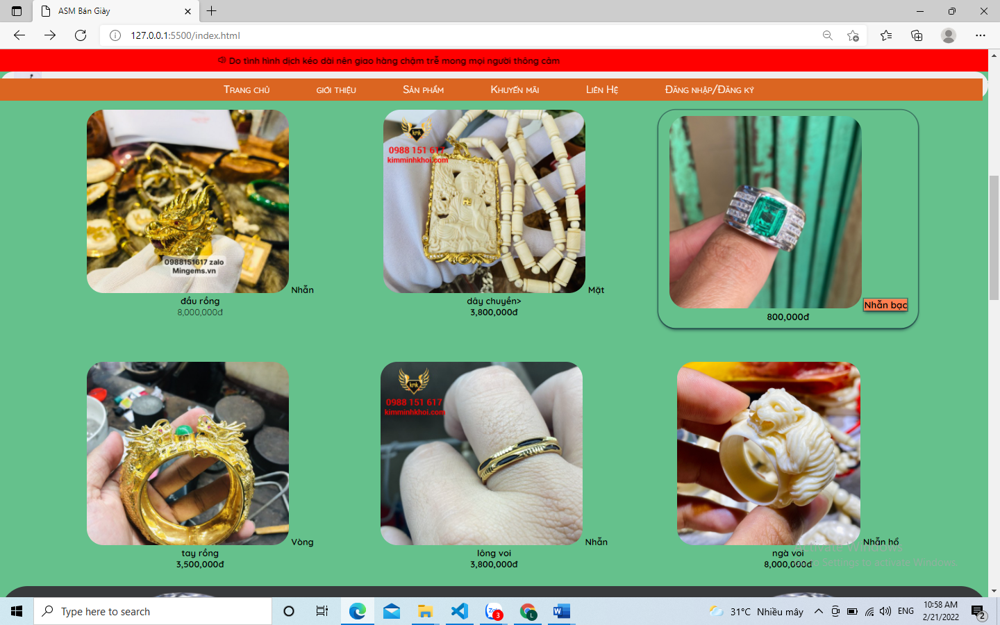 ASM Bán Giày
127.0.0.1:5500/index.html
Do tình hình dịch kéo dài nên giao hàng chậm trễ mong mọi người thông cảm
Trang chủ giới thiệu Sản phẩm Khuyến mãi Liên Hệ Đăng nhập/Đăng ký
0988151617 zalo
Mingems.vn
Nhẫn
đầu rồng
8,000,000đ
kmk
0988 151 617
kimminhkhoi.com
Mặt
dây chuyền>
3,800,000đ
Nhẫn bạc
800,000đ
Vòng
tay rồng
3,500,000đ
kmk
0988 151 617
kimminhkhoi.com
Nhẫn
lông voi
3,800,000đ
Nhẫn hổ
ngà voi
8,000,000đ
Activate Windows
Settings to activate Windows.
Type here to search
Zalo
3
L
W
31°C Nhiều mây
ENG
10:58 AM
2/21/2022
2